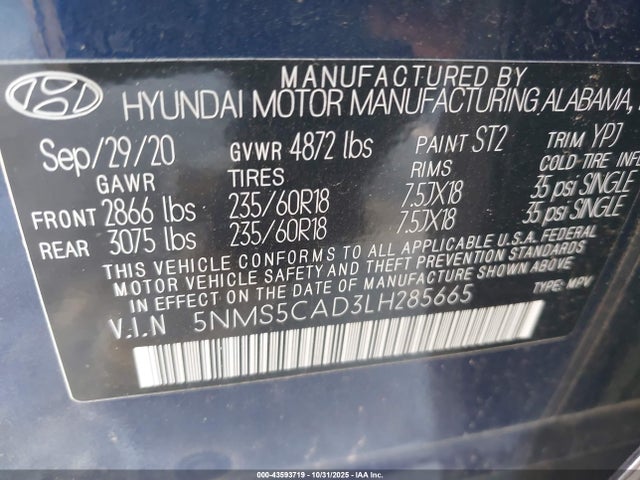 MANUFACTURED BY
HYUNDAI MOTOR MANUFACTURING ALABAMA,
Sep/29/20 GVWR 4872 lbs PAINT ST2 TRIM YPJ
GAWR TIRES RIMS COLD-TIRE INF
FRONT 2866 lbs 235/60R18 7.5JX18 35 psi SINGLE
REAR 3075 lbs 235/60R18 7.5JX18 35 psi SINGLE
THIS VEHICLE CONFORMS TO ALL APPLICABLE U.S.A. FEDERAL
MOTOR VEHICLE SAFETY AND THEFT PREVENTION STANDARDS
IN EFFECT ON THE DATE OF MANUFACTURE SHOWN ABOVE.
V.I.N 5NMS5CAD3LH285665 TYPE: MPV
000-43593719 • 10/31/2025 • IAA Inc.